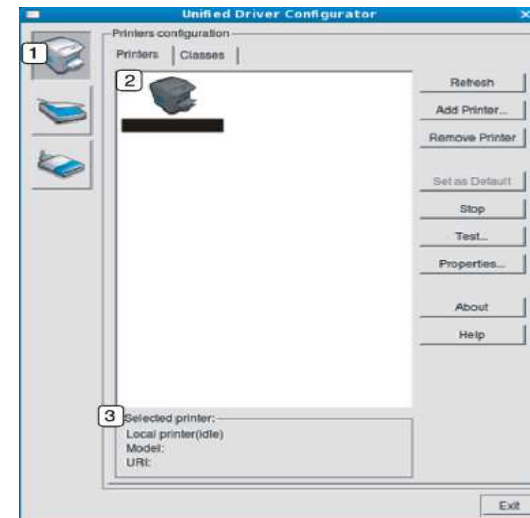 Unified Driver Configurator
1
Printers configuration
Printers
Classes
2
Refresh
Add Printer...
Remove Printer
Set as Default
Stop
Test...
Properties...
About
Help
3
Selected printer:
Local printer(idle)
Model:
URI:
Exit